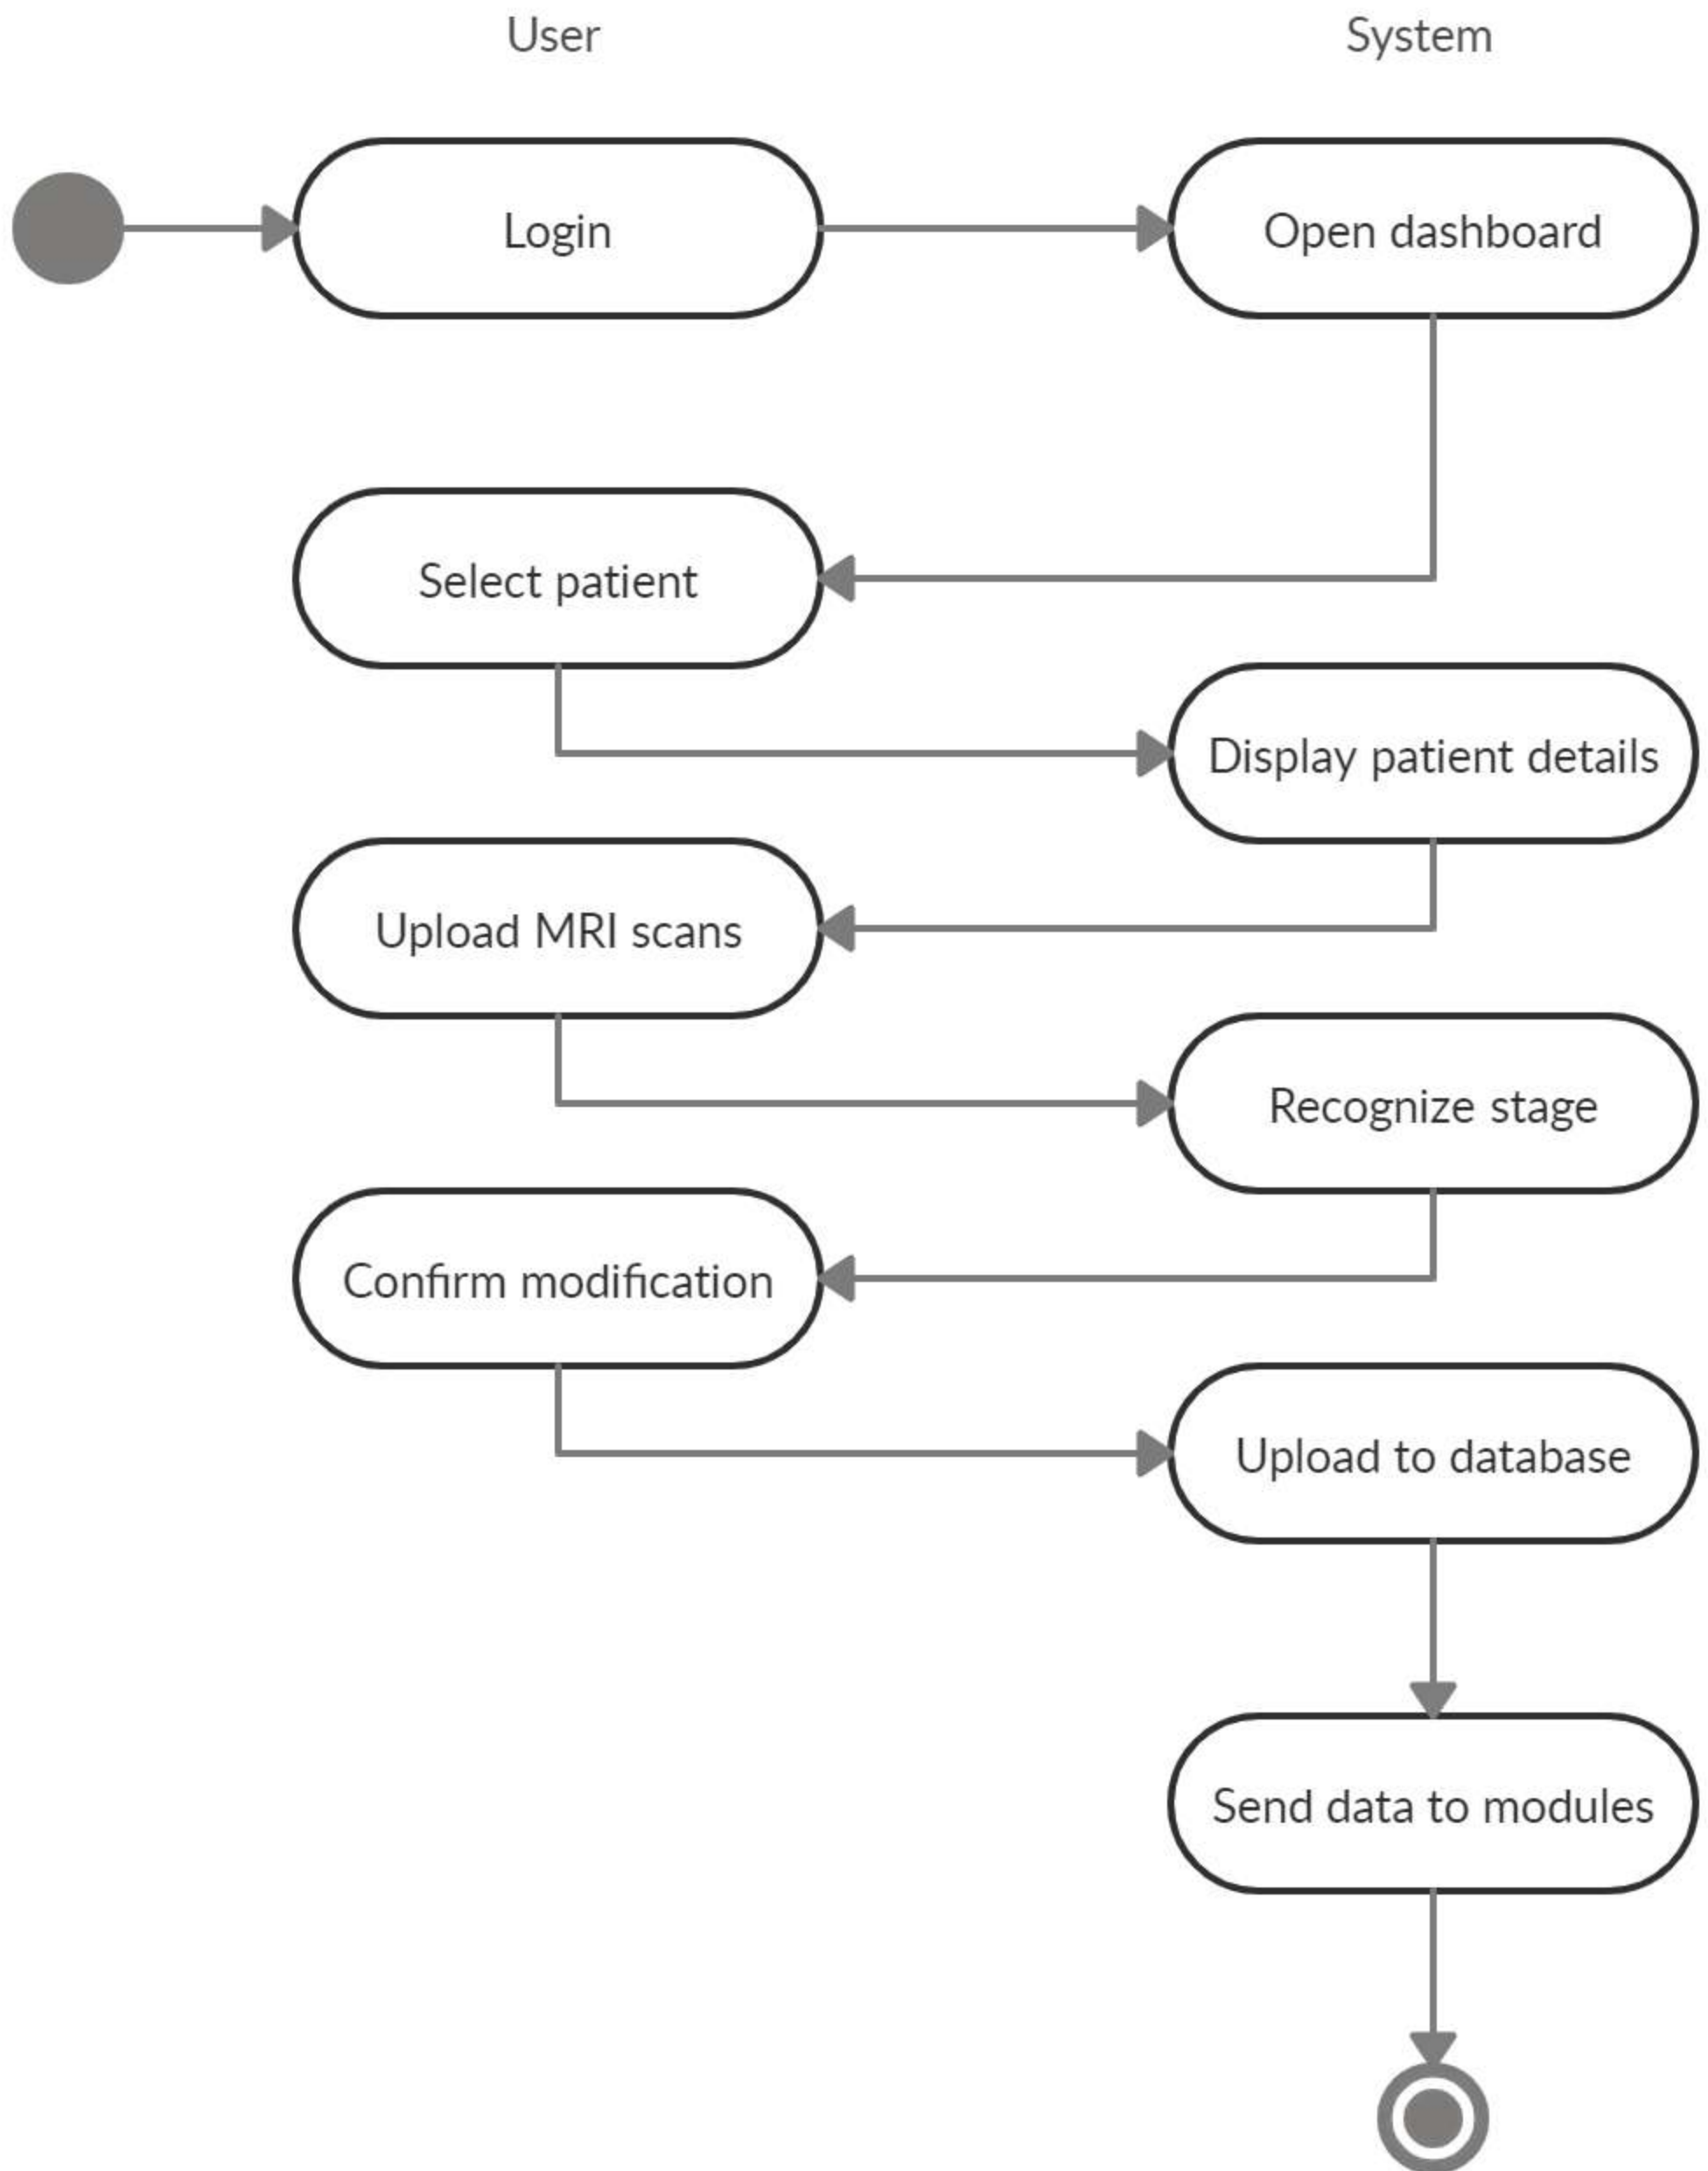 User
System
Login
Open dashboard
Select patient
Display patient details
Upload MRI scans
Recognize stage
Confirm modification
Upload to database
Send data to modules